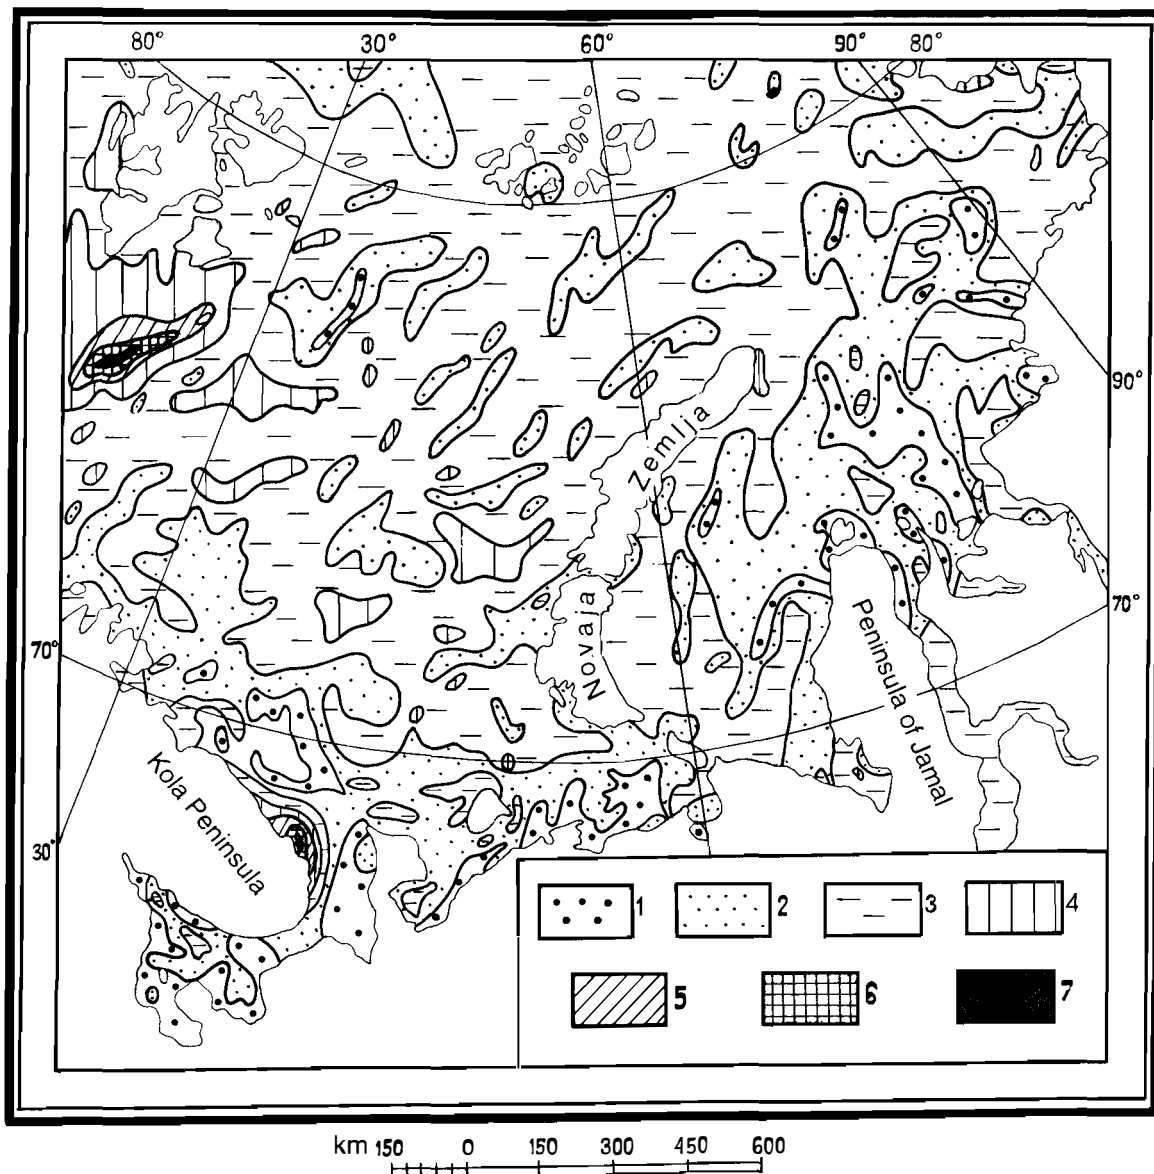 80° 30° 60° 90° 80°
90°
Zemlja
Novaja
70°
70°
Peninsula of Jamal
Kola Peninsula
30°
1 2 3 4
5 6 7
km 150 0 150 300 450 600